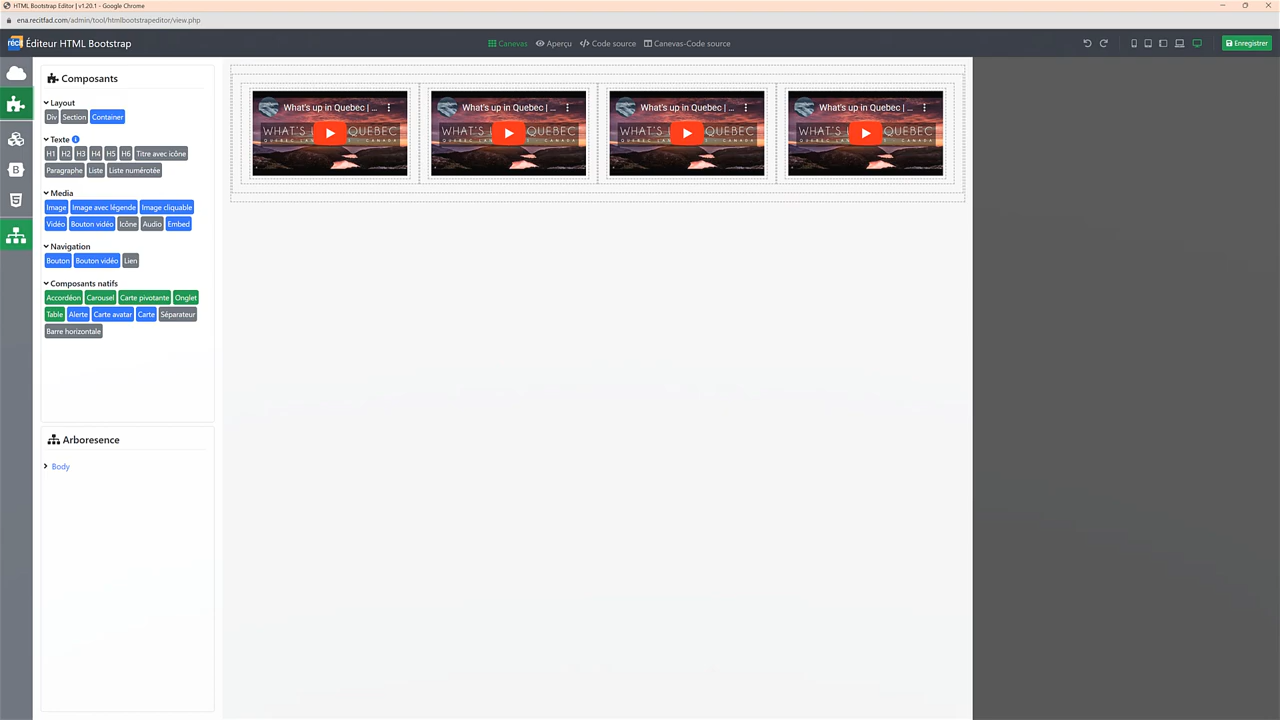 HTML Bootstrap Editor | v1.20.1 - Google Chrome
ena.recitfad.com/admin/tool/htmlbootstrapeditor/view.php
Éditeur HTML Bootstrap
Canevas
Aperçu
Code source
Canevas-Code source
Enregistrer
Composants
Layout
Div Section Container
Texte
H1 H2 H3 H4 H5 H6 Titre avec icône
Paragraphe Liste Liste numérotée
Media
Image Image avec légende Image cliquable
Vidéo Bouton vidéo Icône Audio Embed
Navigation
Bouton Bouton vidéo Lien
Composants natifs
Accordéon Carousel Carte pivotante Onglet
Table Alerte Carte avatar Carte Séparateur
Barre horizontale
Arboresence
Body
What's up in Quebec | ...
What's up in Quebec | ...
What's up in Quebec | ...
What's up in Quebec | ...